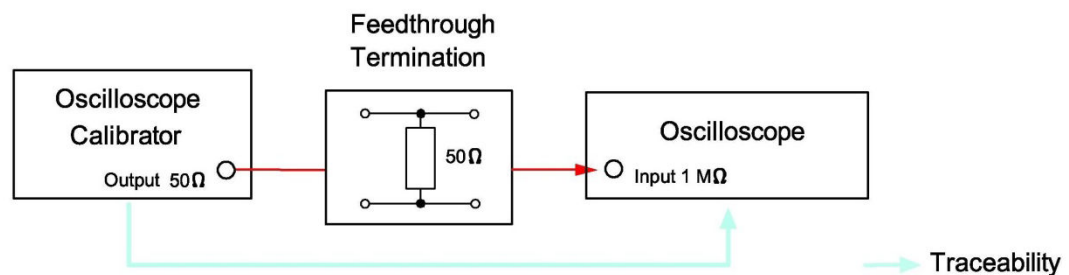 Feedthrough
Termination
Oscilloscope
Calibrator
Output 50Ω
50Ω
Oscilloscope
Input 1 MΩ
Traceability